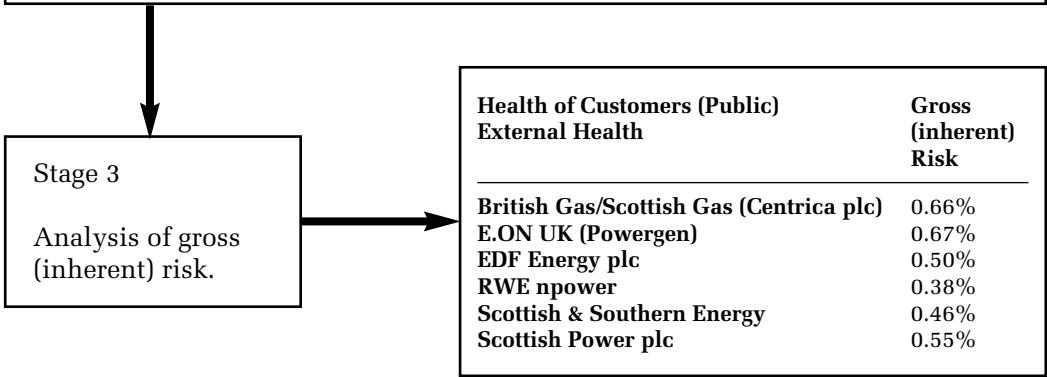 Stage 3
Analysis of gross
(inherent) risk.
Health of Customers (Public) Gross
External Health (inherent)
Risk
British Gas/Scottish Gas (Centrica plc) 0.66%
E.ON UK (Powergen) 0.67%
EDF Energy plc 0.50%
RWE npower 0.38%
Scottish & Southern Energy 0.46%
Scottish Power plc 0.55%